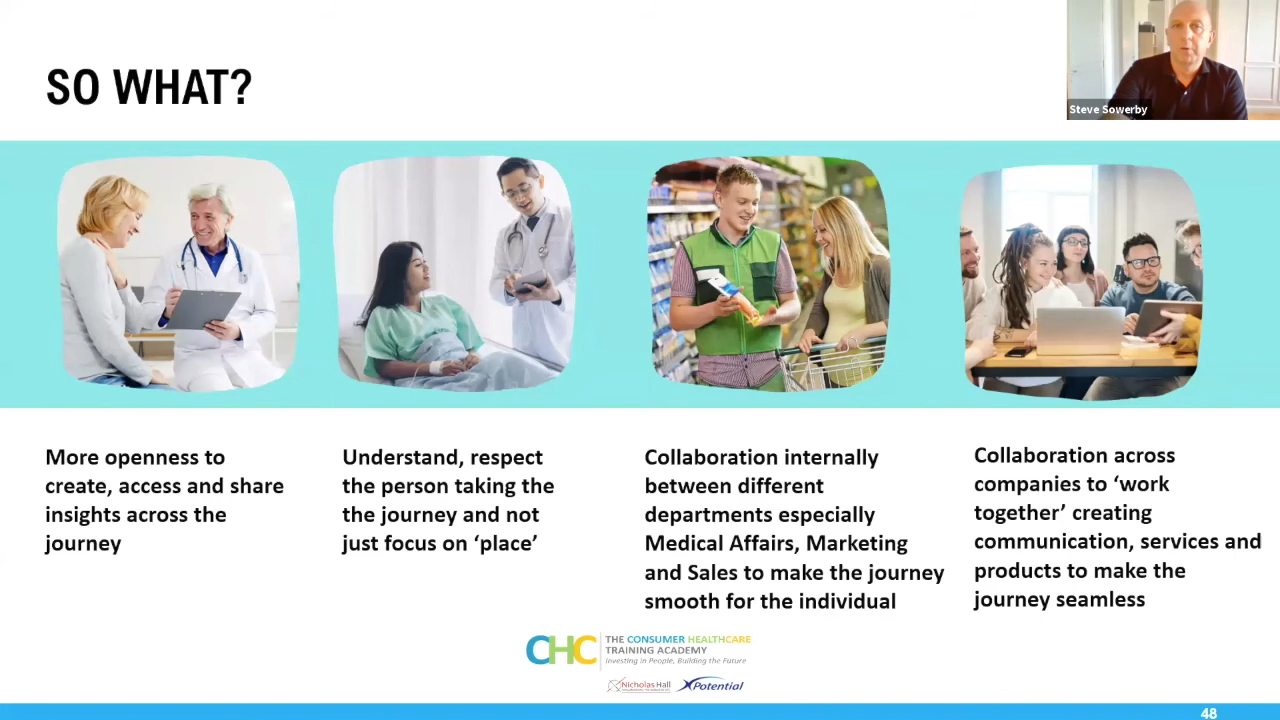 SO WHAT?
Steve Sowerby
More openness to
create, access and share
insights across the
journey
Understand, respect
the person taking the
the journey and not
just focus on ‘place’
Collaboration internally
between different
departments especially
Medical Affairs, Marketing
and Sales to make the journey
smooth for the individual
Collaboration across
companies to ‘work
together’ creating
communication, services and
products to make the
journey seamless
CHC
THE CONSUMER HEALTHCARE
TRAINING ACADEMY
Investing in People, Building the Future
Nicholas Hall
XPotential
48